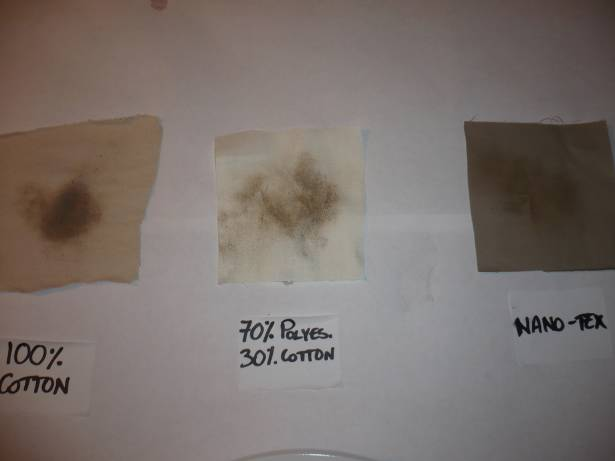 100%
COTTON
70% POLYES.
30% COTTON
NANO-TEX